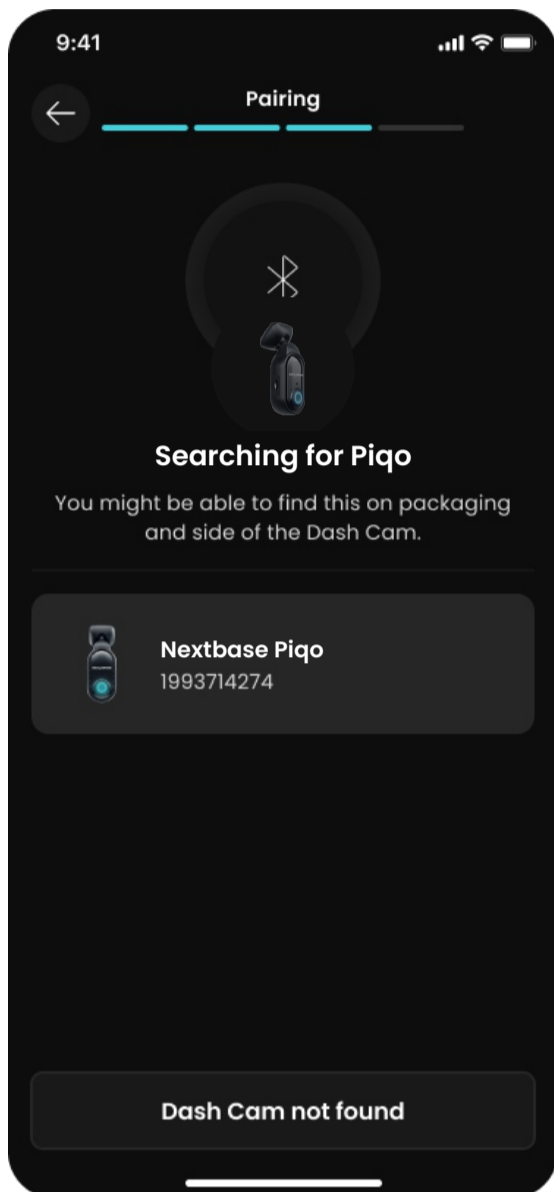 9:41
Pairing
Searching for Piqo
You might be able to find this on packaging
and side of the Dash Cam.
Nextbase Piqo
1993714274
Dash Cam not found